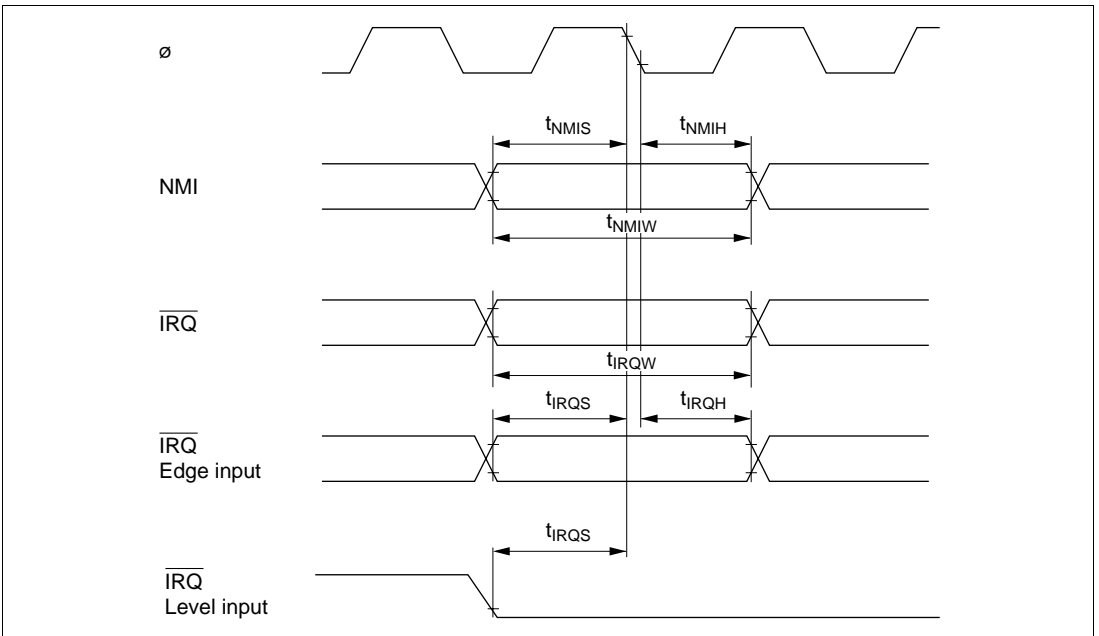 ø
tNMIS tNMIH
NMI
tNMIW
IRQ
tIRQW
tIRQS tIRQH
IRQ
Edge input
tIRQS
IRQ
Level input